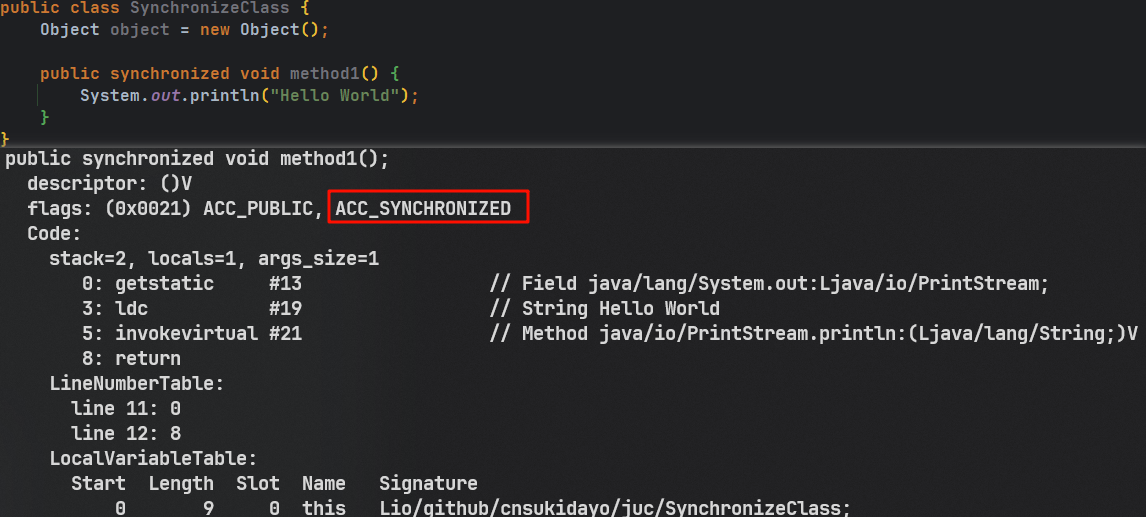 public class SynchronizeClass {
    Object object = new Object();
    public synchronized void method1() {
        System.out.println("Hello World");
    }
}
public synchronized void method1();
  descriptor: ()V
  flags: (0x0021) ACC_PUBLIC, ACC_SYNCHRONIZED
  Code:
    stack=2, locals=1, args_size=1
       0: getstatic     #13                 // Field java/lang/System.out:Ljava/io/PrintStream;
       3: ldc           #19                 // String Hello World
       5: invokevirtual #21                 // Method java/io/PrintStream.println:(Ljava/lang/String;)V
       8: return
    LineNumberTable:
      line 11: 0
      line 12: 8
    LocalVariableTable:
      Start  Length  Slot  Name   Signature
          0       9     0  this   Lio/github/cnsukidayo/juc/SynchronizeClass;